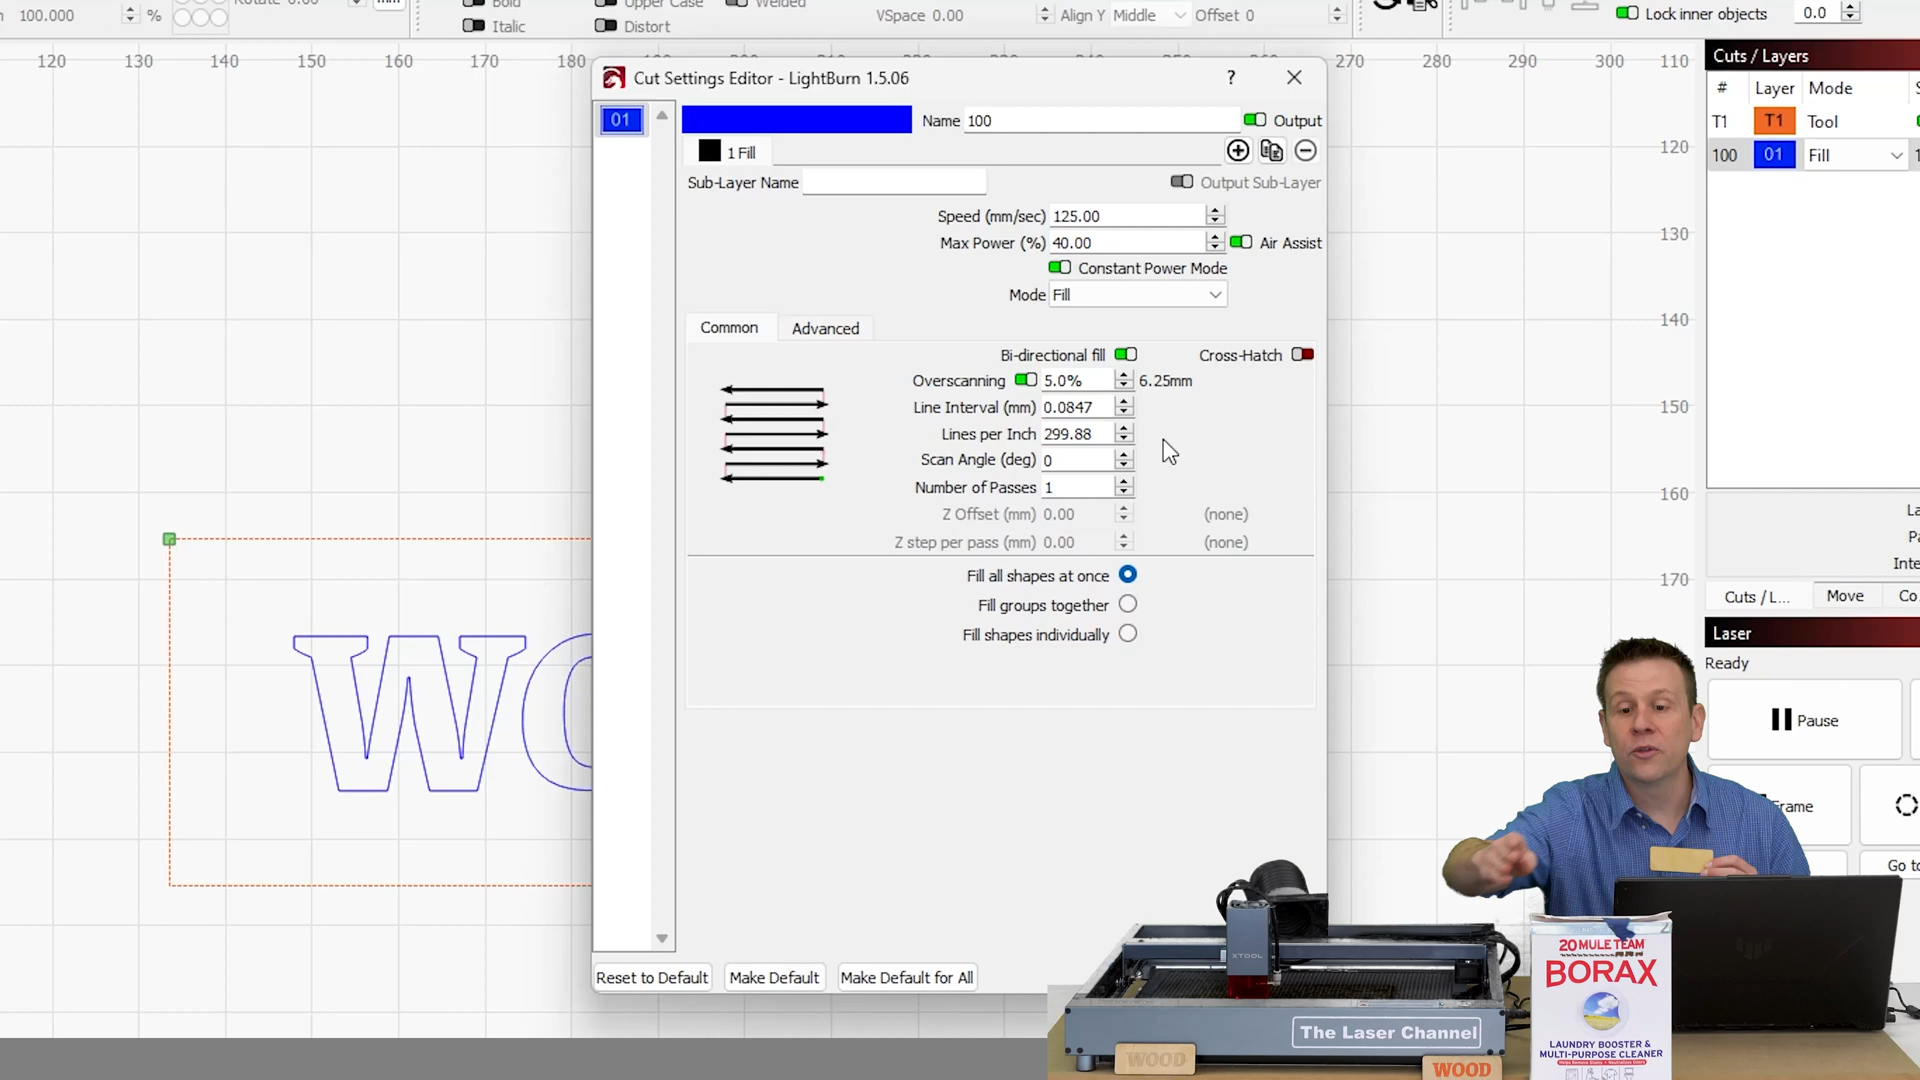 100.000 %
Rotate 0.00 mm
Bold Upper Case Welded
Italic Distort
VSpace 0.00 Align Y Middle Offset 0
Lock inner objects 0.0
120 130 140 150 160 170 180 270 280 290 300 110
120
130
140
150
160
170
Cut Settings Editor - LightBurn 1.5.06
?
01
Name 100 Output
1 Fill
Sub-Layer Name Output Sub-Layer
Speed (mm/sec) 125.00
Max Power (%) 40.00 Air Assist
Constant Power Mode
Mode Fill
Common Advanced
Bi-directional fill Cross-Hatch
Overscanning 5.0% 6.25mm
Line Interval (mm) 0.0847
Lines per Inch 299.88
Scan Angle (deg) 0
Number of Passes 1
Z Offset (mm) 0.00 (none)
Z step per pass (mm) 0.00 (none)
Fill all shapes at once
Fill groups together
Fill shapes individually
Reset to Default Make Default Make Default for All
Cuts / Layers
# Layer Mode
T1 T1 Tool
100 01 Fill
Inte
Cuts / L... Move Co
Laser
Ready
Pause
Frame
Go to
WO
XTOOL
The Laser Channel
WOOD
WOOD
20 MULE TEAM
BORAX
LAUNDRY BOOSTER &
MULTI-PURPOSE CLEANER